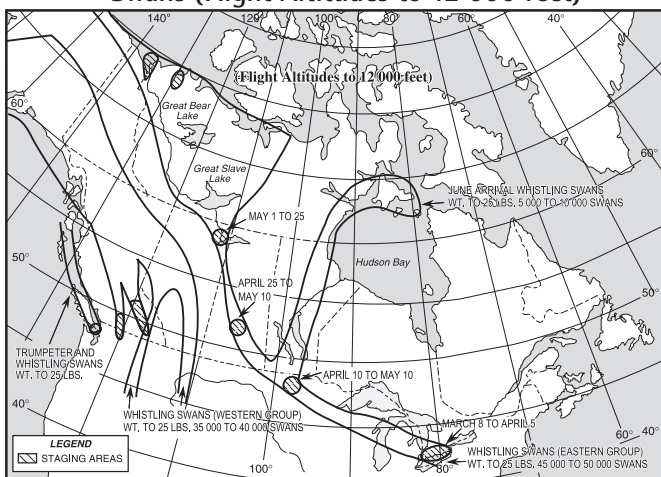 Swans (Flight Altitudes to 12 000 feet)
140°
120°
100°
80°
60°
40°
(Flight Altitudes to 12 000 feet)
60°
Great Bear
Lake
Great Slave
Lake
60°
JUNE ARRIVAL WHISTLING SWANS
WT. TO 25 LBS, 5 000 TO 10 000 SWANS
MAY 1 TO 25
Hudson Bay
50°
50°
APRIL 25 TO
MAY 10
TRUMPETER AND
WHISTLING SWANS
WT. TO 25 LBS.
APRIL 10 TO MAY 10
40°
WHISTLING SWANS (WESTERN GROUP)
WT, TO 25 LBS, 35 000 TO 40 000 SWANS
MARCH 8 TO APRIL 5
60°
40°
LEGEND
STAGING AREAS
WHISTLING SWANS (EASTERN GROUP)
WT. TO 25 LBS. 45 000 TO 50 000 SWANS
100°
80°